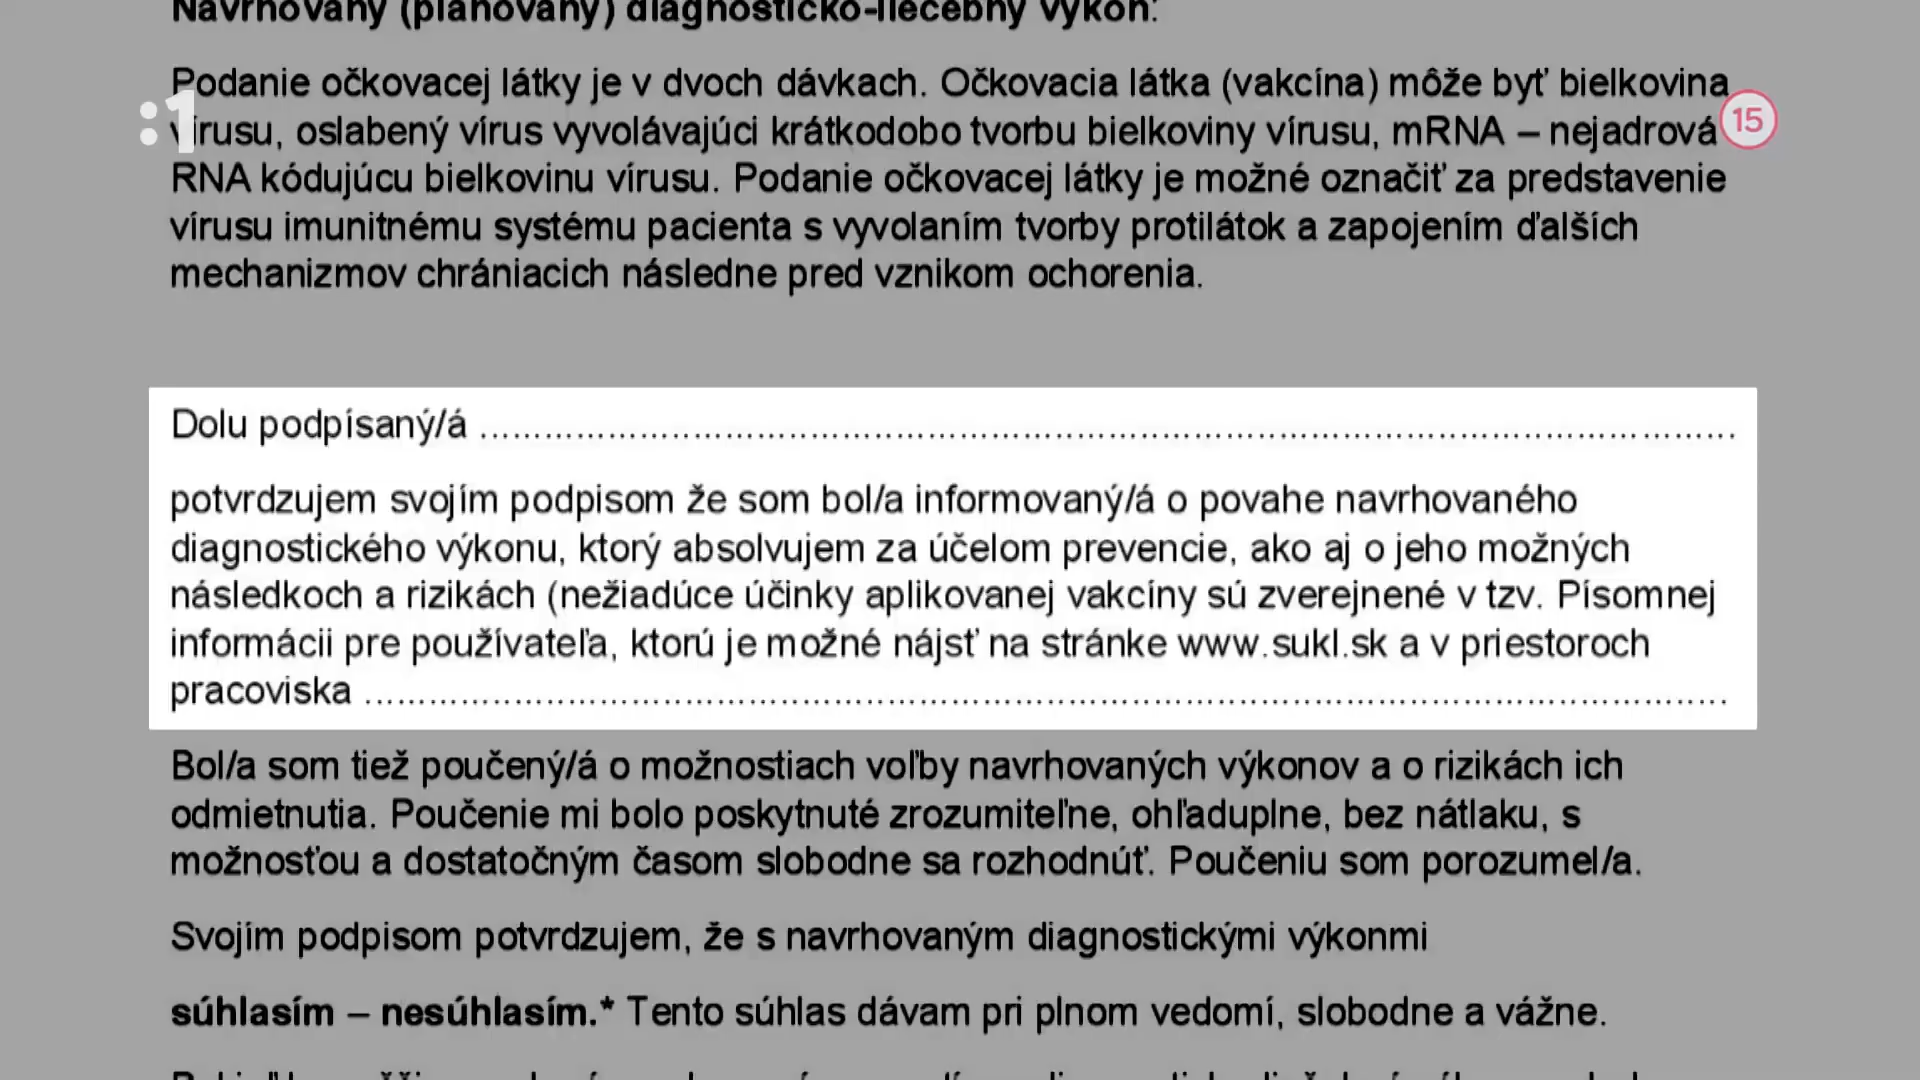 Navrhovaný (plánovaný) diagnosticko-liečebný výkon:
Podanie očkovacej látky je v dvoch dávkach. Očkovacia látka (vakcína) môže byť bielkovina
:1
15
vírusu, oslabený vírus vyvolávajúci krátkodobo tvorbu bielkoviny vírusu, mRNA – nejadrová
RNA kódujúcu bielkovinu vírusu. Podanie očkovacej látky je možné označiť za predstavenie
vírusu imunitnému systému pacienta s vyvolaním tvorby protilátok a zapojením ďalších
mechanizmov chrániacich následne pred vznikom ochorenia.
Dolu podpísaný/á ........................................................................................................................
potvrdzujem svojím podpisom že som bol/a informovaný/á o povahe navrhovaného
diagnostického výkonu, ktorý absolvujem za účelom prevencie, ako aj o jeho možných
následkoch a rizikách (nežiadúce účinky aplikovanej vakcíny sú zverejnené v tzv. Písomnej
informácii pre používateľa, ktorú je možné nájsť na stránke www.sukl.sk a v priestoroch
pracoviska ..................................................................................................................................
Bol/a som tiež poučený/á o možnostiach voľby navrhovaných výkonov a o rizikách ich
odmietnutia. Poučenie mi bolo poskytnuté zrozumiteľne, ohľaduplne, bez nátlaku, s
možnosťou a dostatočným časom slobodne sa rozhodnúť. Poučeniu som porozumel/a.
Svojím podpisom potvrdzujem, že s navrhovaným diagnostickými výkonmi
súhlasím – nesúhlasím.* Tento súhlas dávam pri plnom vedomí, slobodne a vážne.